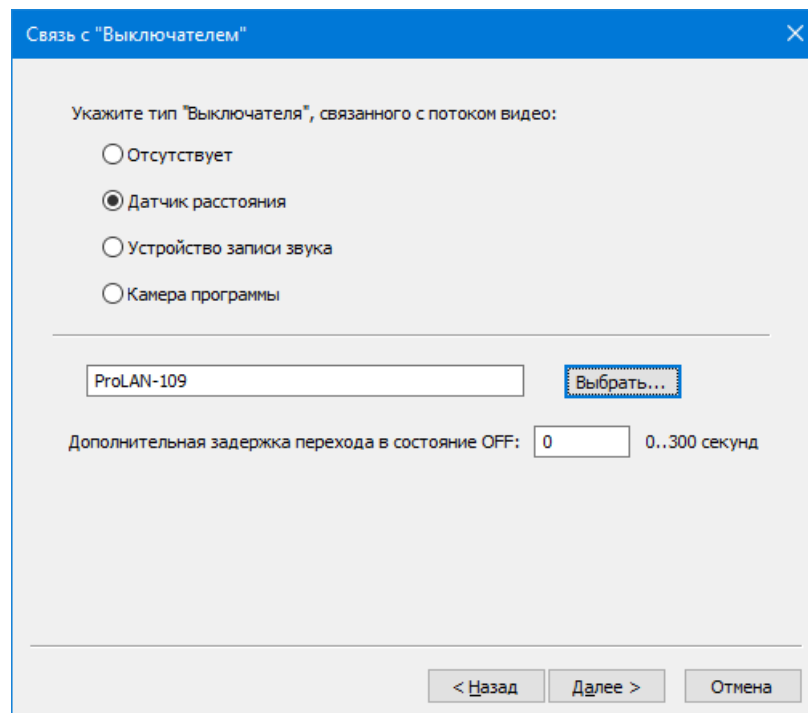 Связь с "Выключателем"
Укажите тип "Выключателя", связанного с потоком видео:
Отсутствует
Датчик расстояния
Устройство записи звука
Камера программы
ProLAN-109 Выбрать...
Дополнительная задержка перехода в состояние OFF: 0 0..300 секунд
< Назад Далее > Отмена